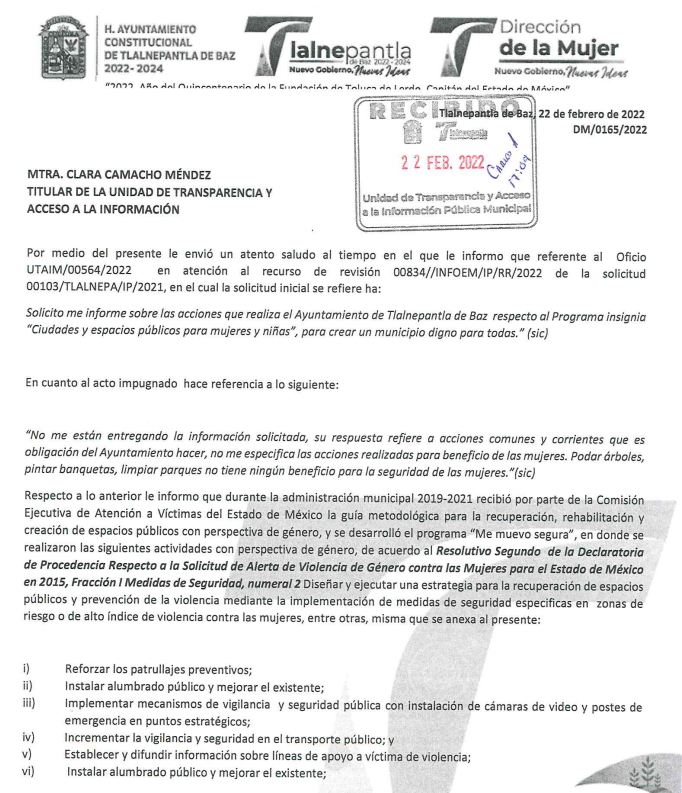 H. AYUNTAMIENTO
CONSTITUCIONAL
DE TLALNEPANTLA DE BAZ
2022- 2024
Tlalnepantla
de Baz 2022 - 2024
Nuevo Gobierno, Nuevas Ideas
Dirección
de la Mujer
Nuevo Gobierno, Nuevas Ideas
"2022. Año del Quincentenario de la Fundación de Toluca de Lerdo, Capital del Estado de México"
RECIBIDO
Tlalnepantla de Baz, 22 de febrero de 2022
DM/0165/2022
Tlalnepantla
2 2 FEB. 2022
17:09
Unidad de Transparencia y Acceso
a la Información Pública Municipal
MTRA. CLARA CAMACHO MÉNDEZ
TITULAR DE LA UNIDAD DE TRANSPARENCIA Y
ACCESO A LA INFORMACIÓN
Por medio del presente le envió un atento saludo al tiempo en el que le informo que referente al Oficio
UTAIM/00564/2022 en atención al recurso de revisión 00834//INFOEM/IP/RR/2022 de la solicitud
00103/TLALNEPA/IP/2021, en el cual la solicitud inicial se refiere ha:
Solicito me informe sobre las acciones que realiza el Ayuntamiento de Tlalnepantla de Baz respecto al Programa insignia
"Ciudades y espacios públicos para mujeres y niñas", para crear un municipio digno para todas." (sic)
En cuanto al acto impugnado hace referencia a lo siguiente:
"No me están entregando la información solicitada, su respuesta refiere a acciones comunes y corrientes que es
obligación del Ayuntamiento hacer, no me especifica las acciones realizadas para beneficio de las mujeres. Podar árboles,
pintar banquetas, limpiar parques no tiene ningún beneficio para la seguridad de las mujeres."(sic)
Respecto a lo anterior le informo que durante la administración municipal 2019-2021 recibió por parte de la Comisión
Ejecutiva de Atención a Víctimas del Estado de México la guía metodológica para la recuperación, rehabilitación y
creación de espacios públicos con perspectiva de género, y se desarrolló el programa "Me muevo segura", en donde se
realizaron las siguientes actividades con perspectiva de género, de acuerdo al Resolutivo Segundo de la Declaratoria
de Procedencia Respecto a la Solicitud de Alerta de Violencia de Género contra las Mujeres para el Estado de México
en 2015, Fracción I Medidas de Seguridad, numeral 2 Diseñar y ejecutar una estrategia para la recuperación de espacios
públicos y prevención de la violencia mediante la implementación de medidas de seguridad especificas en zonas de
riesgo o de alto índice de violencia contra las mujeres, entre otras, misma que se anexa al presente:
i) Reforzar los patrullajes preventivos;
ii) Instalar alumbrado público y mejorar el existente;
iii) Implementar mecanismos de vigilancia y seguridad pública con instalación de cámaras de video y postes de
emergencia en puntos estratégicos;
iv) Incrementar la vigilancia y seguridad en el transporte público; y
v) Establecer y difundir información sobre líneas de apoyo a víctima de violencia;
vi) Instalar alumbrado público y mejorar el existente;